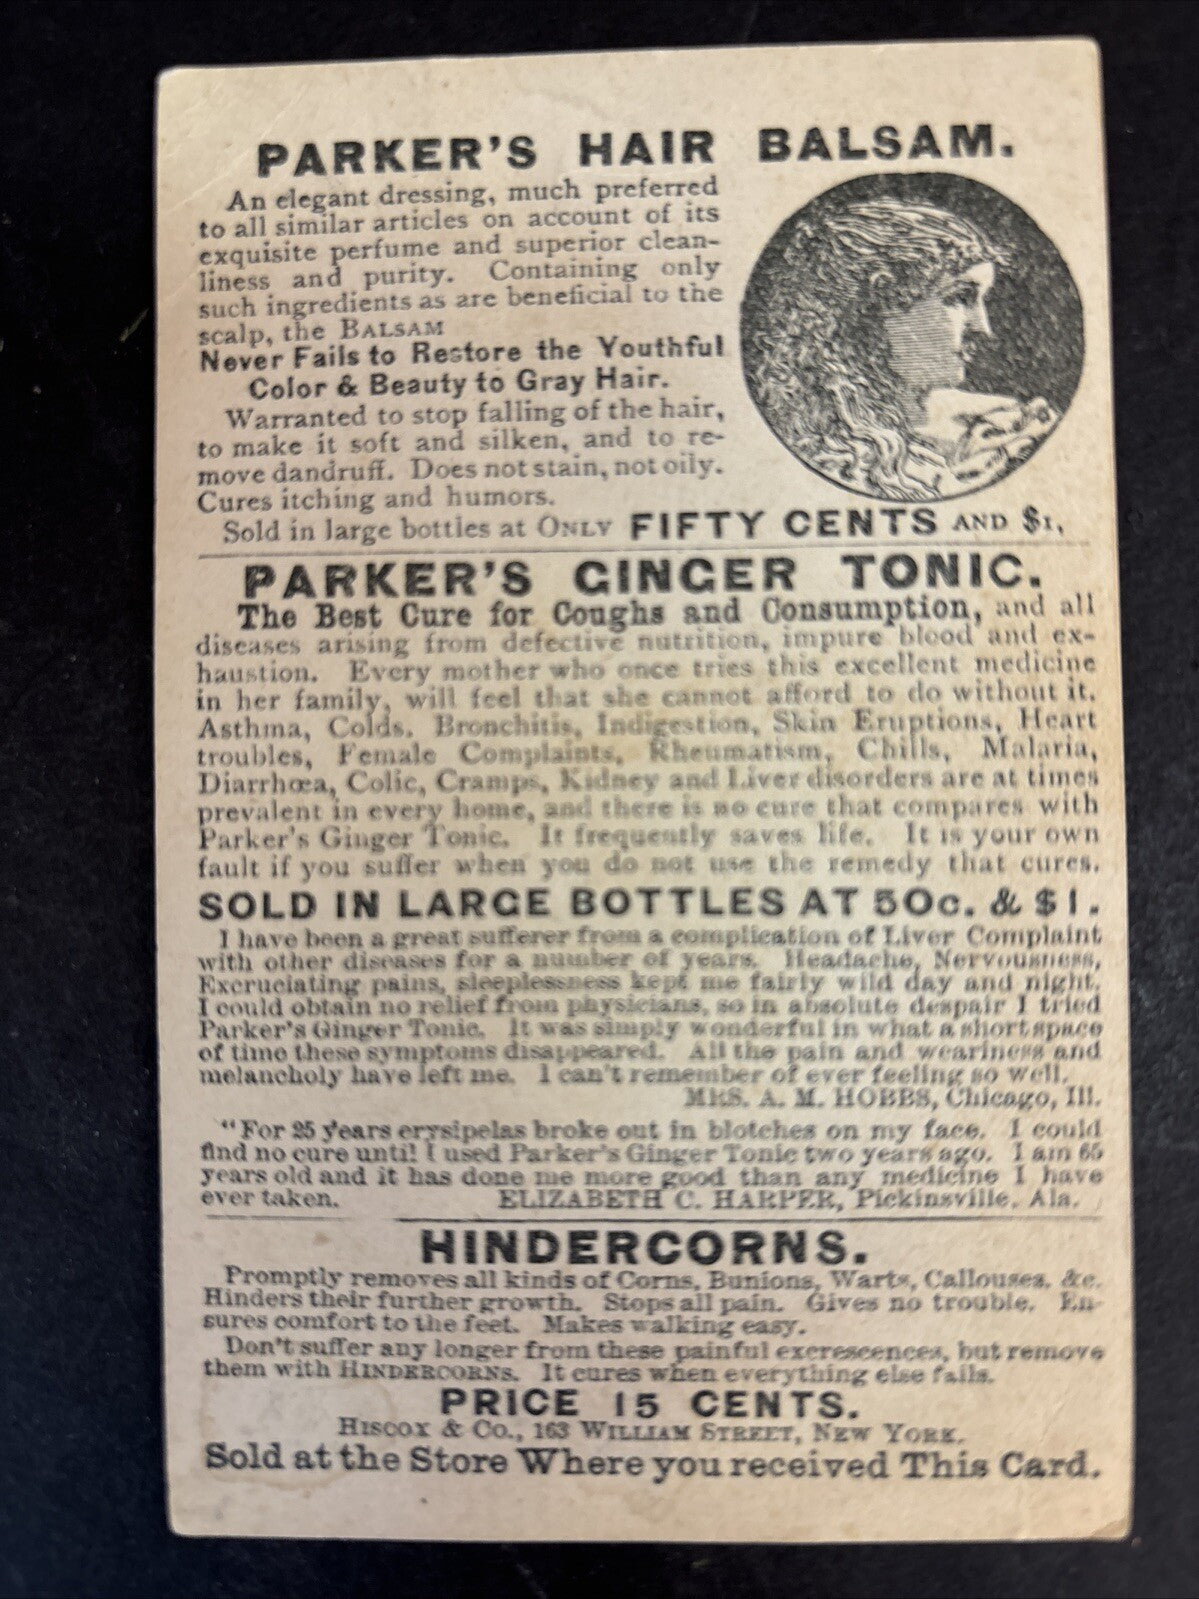 PARKER'S HAIR BALSAM.
An elegant dressing, much preferred
to all similar articles on account of its
exquisite perfume and superior clean-
liness and purity. Containing only
such ingredients as are beneficial to the
scalp, the BALSAM
Never Fails to Restore the Youthful
Color & Beauty to Gray Hair.
Warranted to stop falling of the hair,
to make it soft and silken, and to re-
move dandruff. Does not stain, not oily.
Cures itching and humors.
Sold in large bottles at ONLY FIFTY CENTS AND $1.
PARKER'S GINGER TONIC.
The Best Cure for Coughs and Consumption, and all
diseases arising from defective nutrition, impure blood and ex-
haustion. Every mother who once tries this excellent medicine
in her family, will feel that she cannot afford to do without it.
Asthma, Colds, Bronchitis, Indigestion, Skin Eruptions, Heart
troubles, Female Complaints, Rheumatism, Chills, Malaria,
Diarrhœa, Colic, Cramps, Kidney and Liver disorders are at times
prevalent in every home, and there is no cure that compares with
Parker's Ginger Tonic. It frequently saves life. It is your own
fault if you suffer when you do not use the remedy that cures.
SOLD IN LARGE BOTTLES AT 50c. & $1.
I have been a great sufferer from a complication of Liver Complaint
with other diseases for a number of years. Headache, Nervousness,
Excruciating pains, sleeplessness kept me fairly wild day and night.
I could obtain no relief from physicians, so in absolute despair I tried
Parker's Ginger Tonic. It was simply wonderful in what a short space
of time these symptoms disappeared. All the pain and weariness and
melancholy have left me. I can't remember of ever feeling so well.
MRS. A. M. HOBBS, Chicago, Ill.
"For 25 years erysipelas broke out in blotches on my face. I could
find no cure until I used Parker's Ginger Tonic two years ago. I am 65
years old and it has done me more good than any medicine I have
ever taken. ELIZABETH C. HARPER, Pickinsville, Ala.
HINDERCORNS.
Promptly removes all kinds of Corns, Bunions, Warts, Callouses, &c.
Hinders their further growth. Stops all pain. Gives no trouble. En-
sures comfort to the feet. Makes walking easy.
Don't suffer any longer from these painful excrescences, but remove
them with HINDERCORNS. It cures when everything else fails.
PRICE 15 CENTS.
HISCOX & CO., 163 WILLIAM STREET, NEW YORK.
Sold at the Store Where you received This Card.